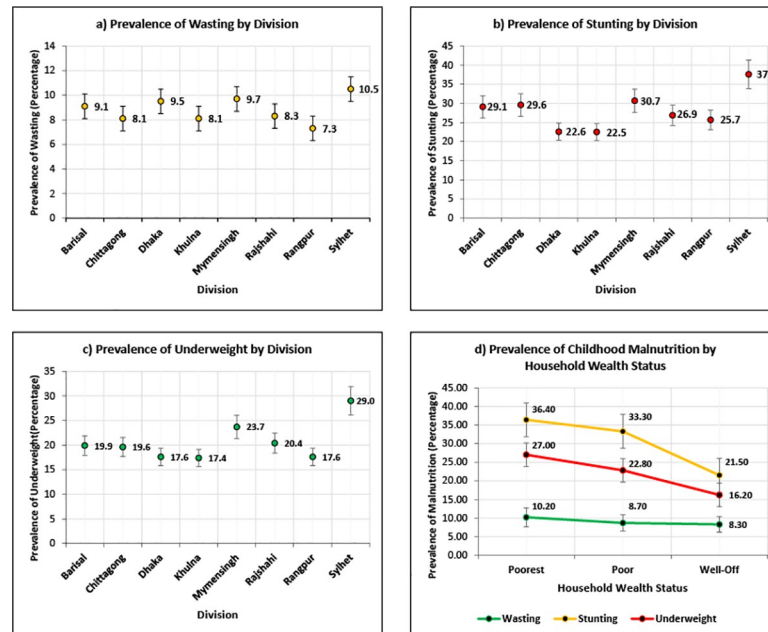 a) Prevalence of Wasting by Division
Prevalence of Wasting (Percentage)
14
12
10
8
6
4
2
0
9.1
8.1
9.5
8.1
9.7
8.3
7.3
10.5
Barisal
Chittagong
Dhaka
Khulna
Mymensingh
Rajshahi
Rangpur
Sylhet
Division
b) Prevalence of Stunting by Division
Prevalence of Stunting (Percentage)
45
40
35
30
25
20
15
10
5
0
29.1
29.6
22.6
22.5
30.7
26.9
25.7
37
Barisal
Chittagong
Dhaka
Khulna
Mymensingh
Rajshahi
Rangpur
Sylhet
Division
c) Prevalence of Underweight by Division
Prevalence of Underweight(Percentage)
35
30
25
20
15
10
5
0
19.9
19.6
17.6
17.4
23.7
20.4
17.6
29.0
Barisal
Chittagong
Dhaka
Khulna
Mymensingh
Rajshahi
Rangpur
Sylhet
Division
d) Prevalence of Childhood Malnutrition by
Household Wealth Status
Prevalence of Malnutrition (Percentage)
45.00
40.00
35.00
30.00
25.00
20.00
15.00
10.00
5.00
0.00
36.40
33.30
21.50
27.00
22.80
16.20
10.20
8.70
8.30
Poorest
Poor
Well-Off
Household Wealth Status
Wasting
Stunting
Underweight